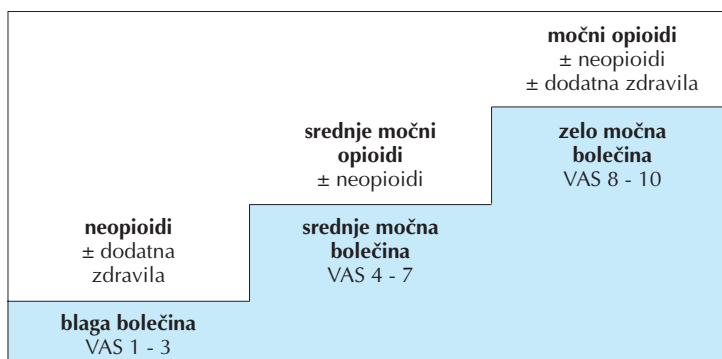 močni opioidi
± neopioidi
± dodatna zdravila
srednje močni
opioidi
± neopioidi
zelo močna
bolečina
VAS 8 - 10
neopioidi
± dodatna
zdravila
srednje močna
bolečina
VAS 4 - 7
blaga bolečina
VAS 1 - 3